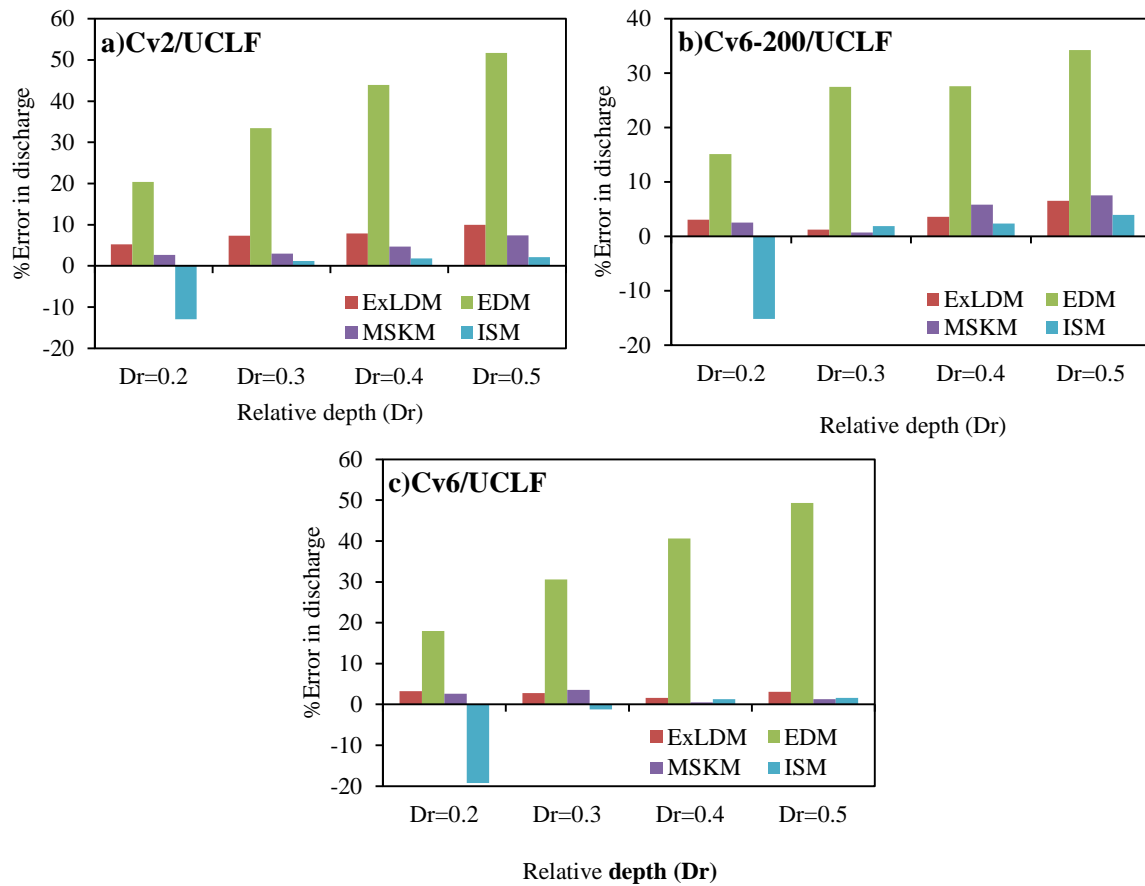 a)Cv2/UCLF
%Error in discharge
60
50
40
30
20
10
0
-10
-20
ExLDM EDM
MSKM ISM
Dr=0.2 Dr=0.3 Dr=0.4 Dr=0.5
Relative depth (Dr)
b)Cv6-200/UCLF
%Error in discharge
40
30
20
10
0
-10
-20
ExLDM EDM
MSKM ISM
Dr=0.2 Dr=0.3 Dr=0.4 Dr=0.5
Relative depth (Dr)
c)Cv6/UCLF
%Error in discharge
60
50
40
30
20
10
0
-10
-20
ExLDM EDM
MSKM ISM
Dr=0.2 Dr=0.3 Dr=0.4 Dr=0.5
Relative depth (Dr)